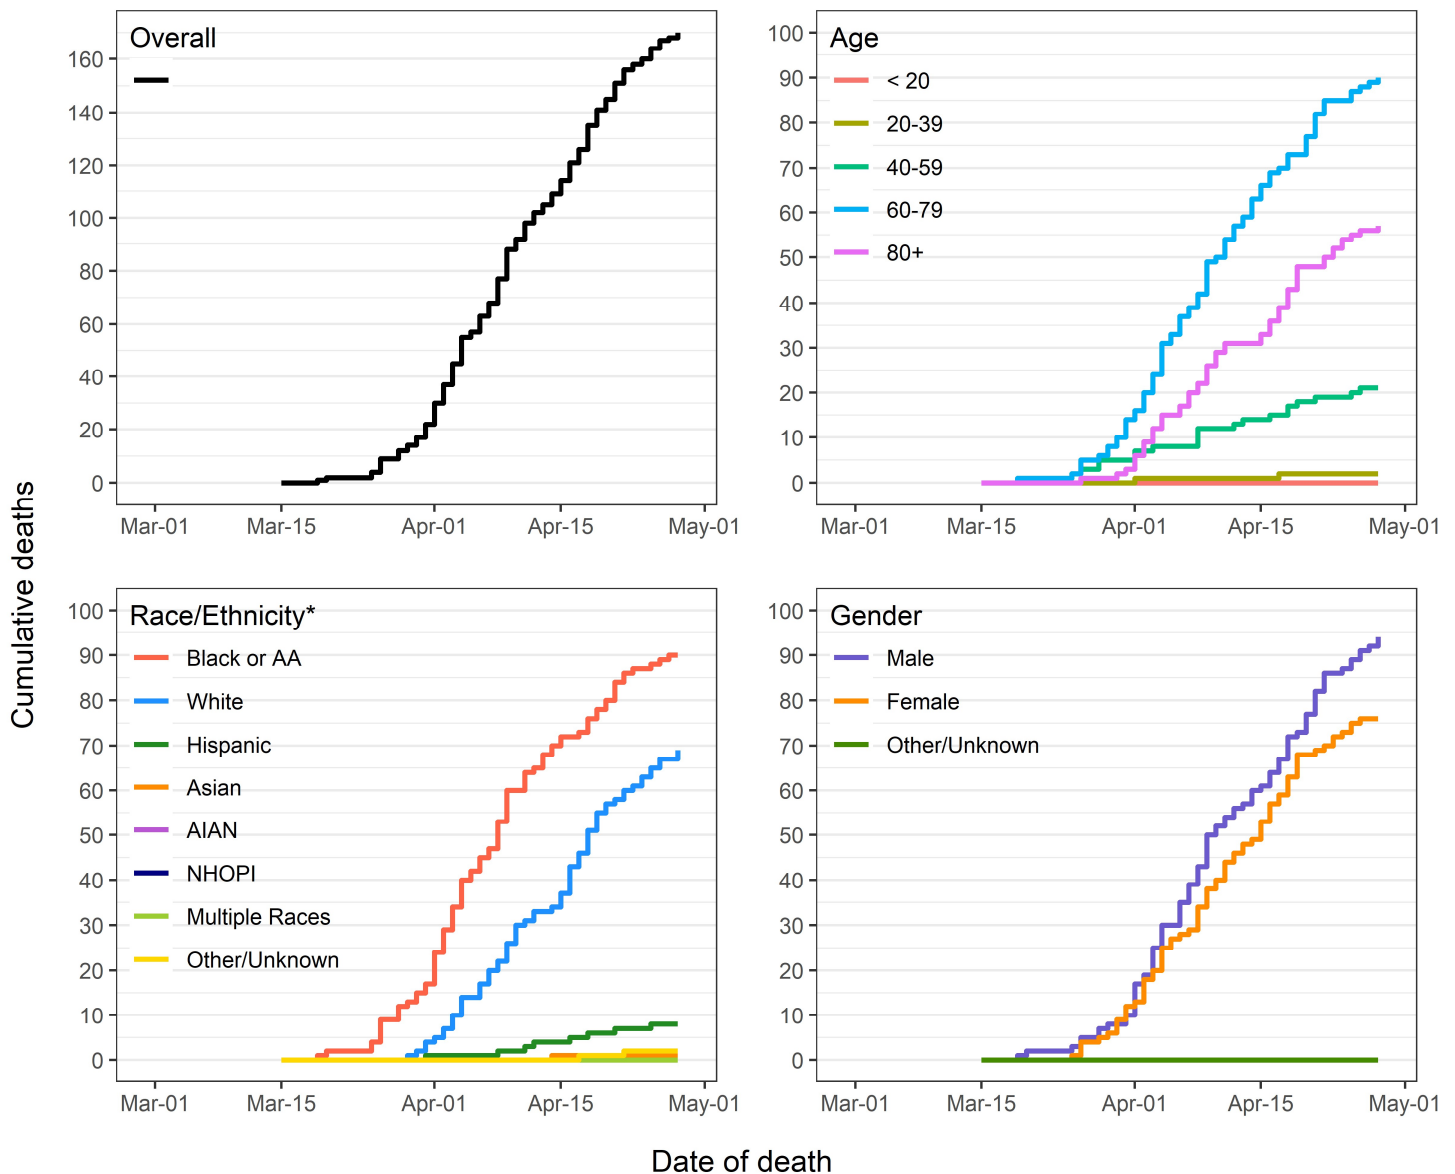 Cumulative deaths
Overall
160
140
120
100
80
60
40
20
0
Mar-01 Mar-15 Apr-01 Apr-15 May-01
Age
< 20
20-39
40-59
60-79
80+
100
90
80
70
60
50
40
30
20
10
0
Mar-01 Mar-15 Apr-01 Apr-15 May-01
Race/Ethnicity*
Black or AA
White
Hispanic
Asian
AIAN
NHOPI
Multiple Races
Other/Unknown
100
90
80
70
60
50
40
30
20
10
0
Mar-01 Mar-15 Apr-01 Apr-15 May-01
Gender
Male
Female
Other/Unknown
100
90
80
70
60
50
40
30
20
10
0
Mar-01 Mar-15 Apr-01 Apr-15 May-01
Date of death